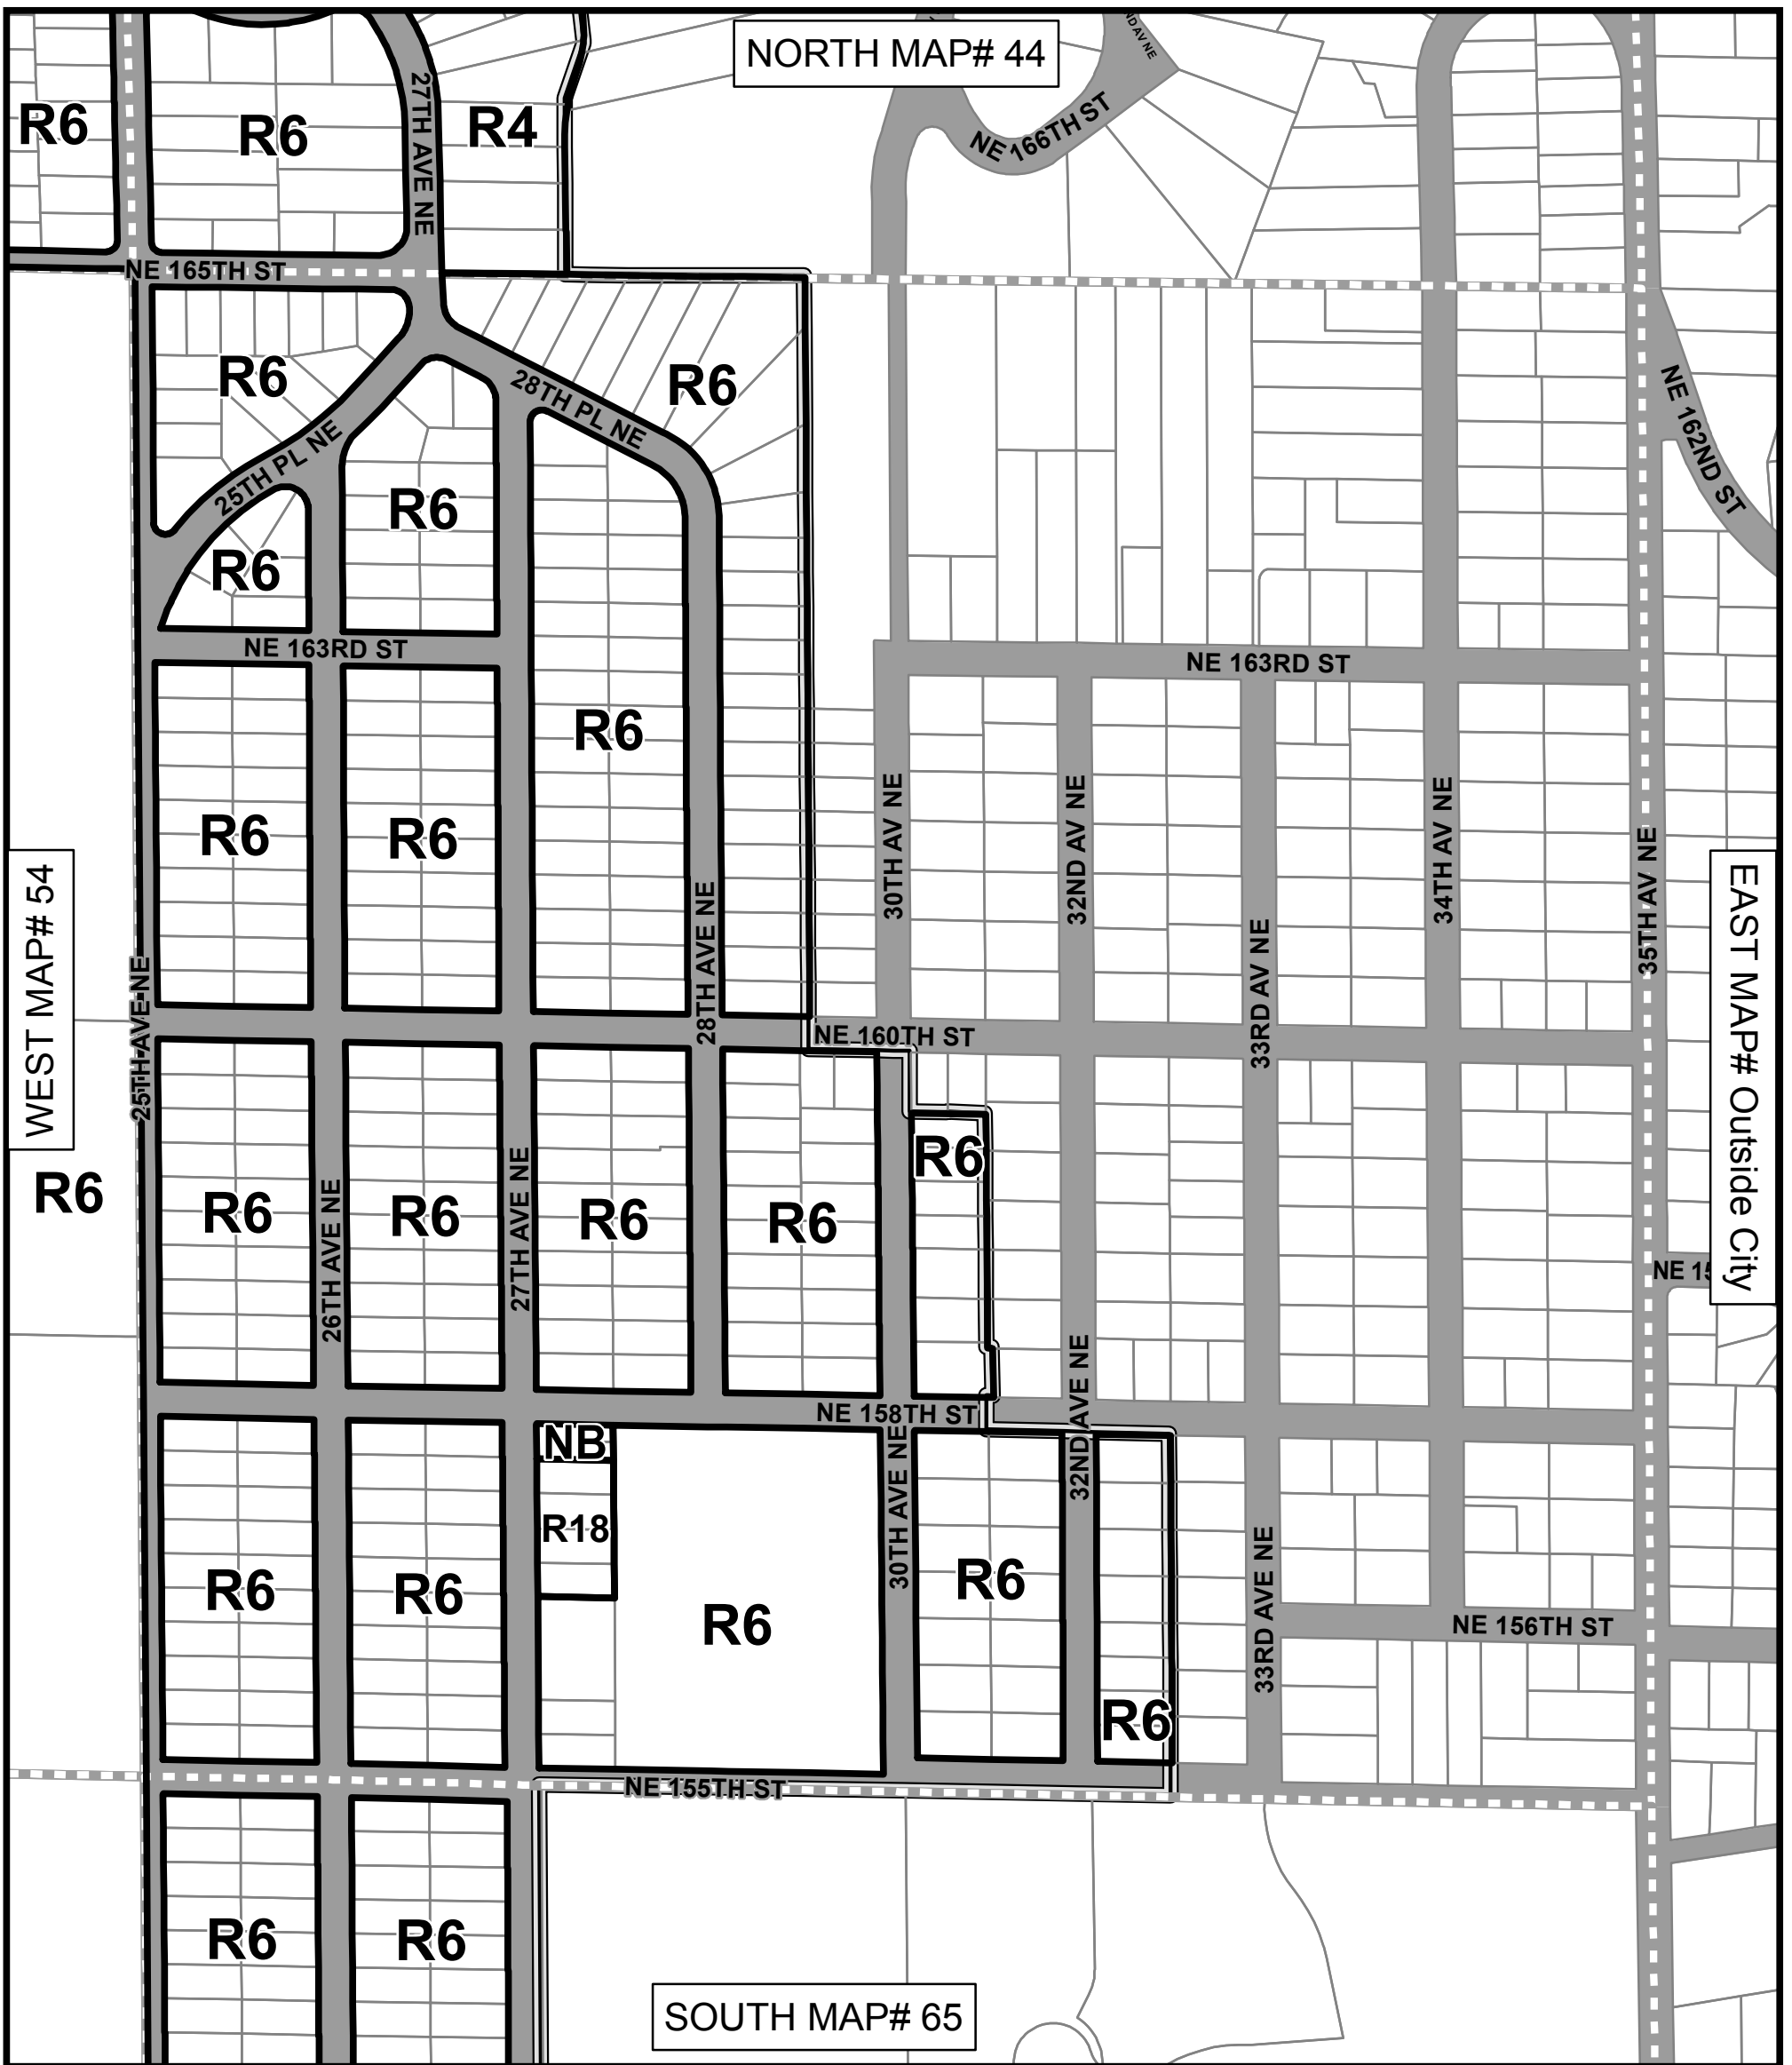 NORTH MAP# 44
ND AV NE
27TH AVE NE
R6
R6
R4
NE 166TH ST
NE 165TH ST
R6
28TH PL NE
R6
NE 162ND ST
25TH PL NE
R6
R6
NE 163RD ST
NE 163RD ST
R6
R6
R6
30TH AV NE
32ND AV NE
34TH AV NE
35TH AV NE
WEST MAP# 54
EAST MAP# Outside City
25TH AVE NE
28TH AVE NE
33RD AV NE
NE 160TH ST
R6
R6
R6
R6
R6
R6
R6
26TH AVE NE
27TH AVE NE
NE 15
32ND AVE NE
NE 158TH ST
NB
R18
30TH AVE NE
33RD AVE NE
R6
R6
R6
R6
NE 156TH ST
R6
NE 155TH ST
R6
R6
SOUTH MAP# 65